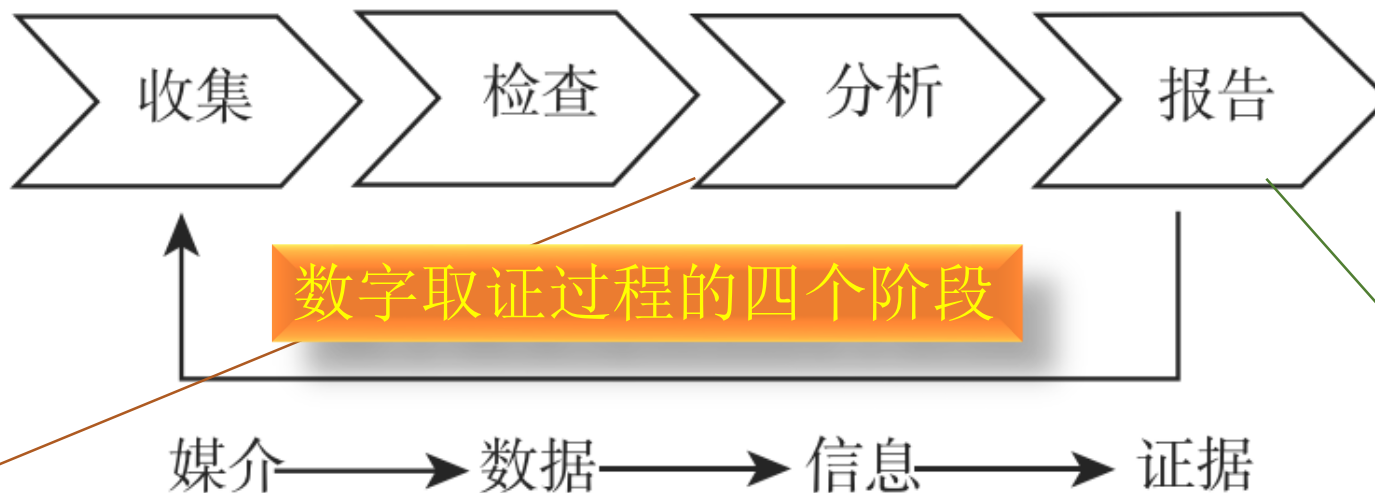 收集 检查 分析 报告
数字取证过程的四个阶段
媒介 数据 信息 证据